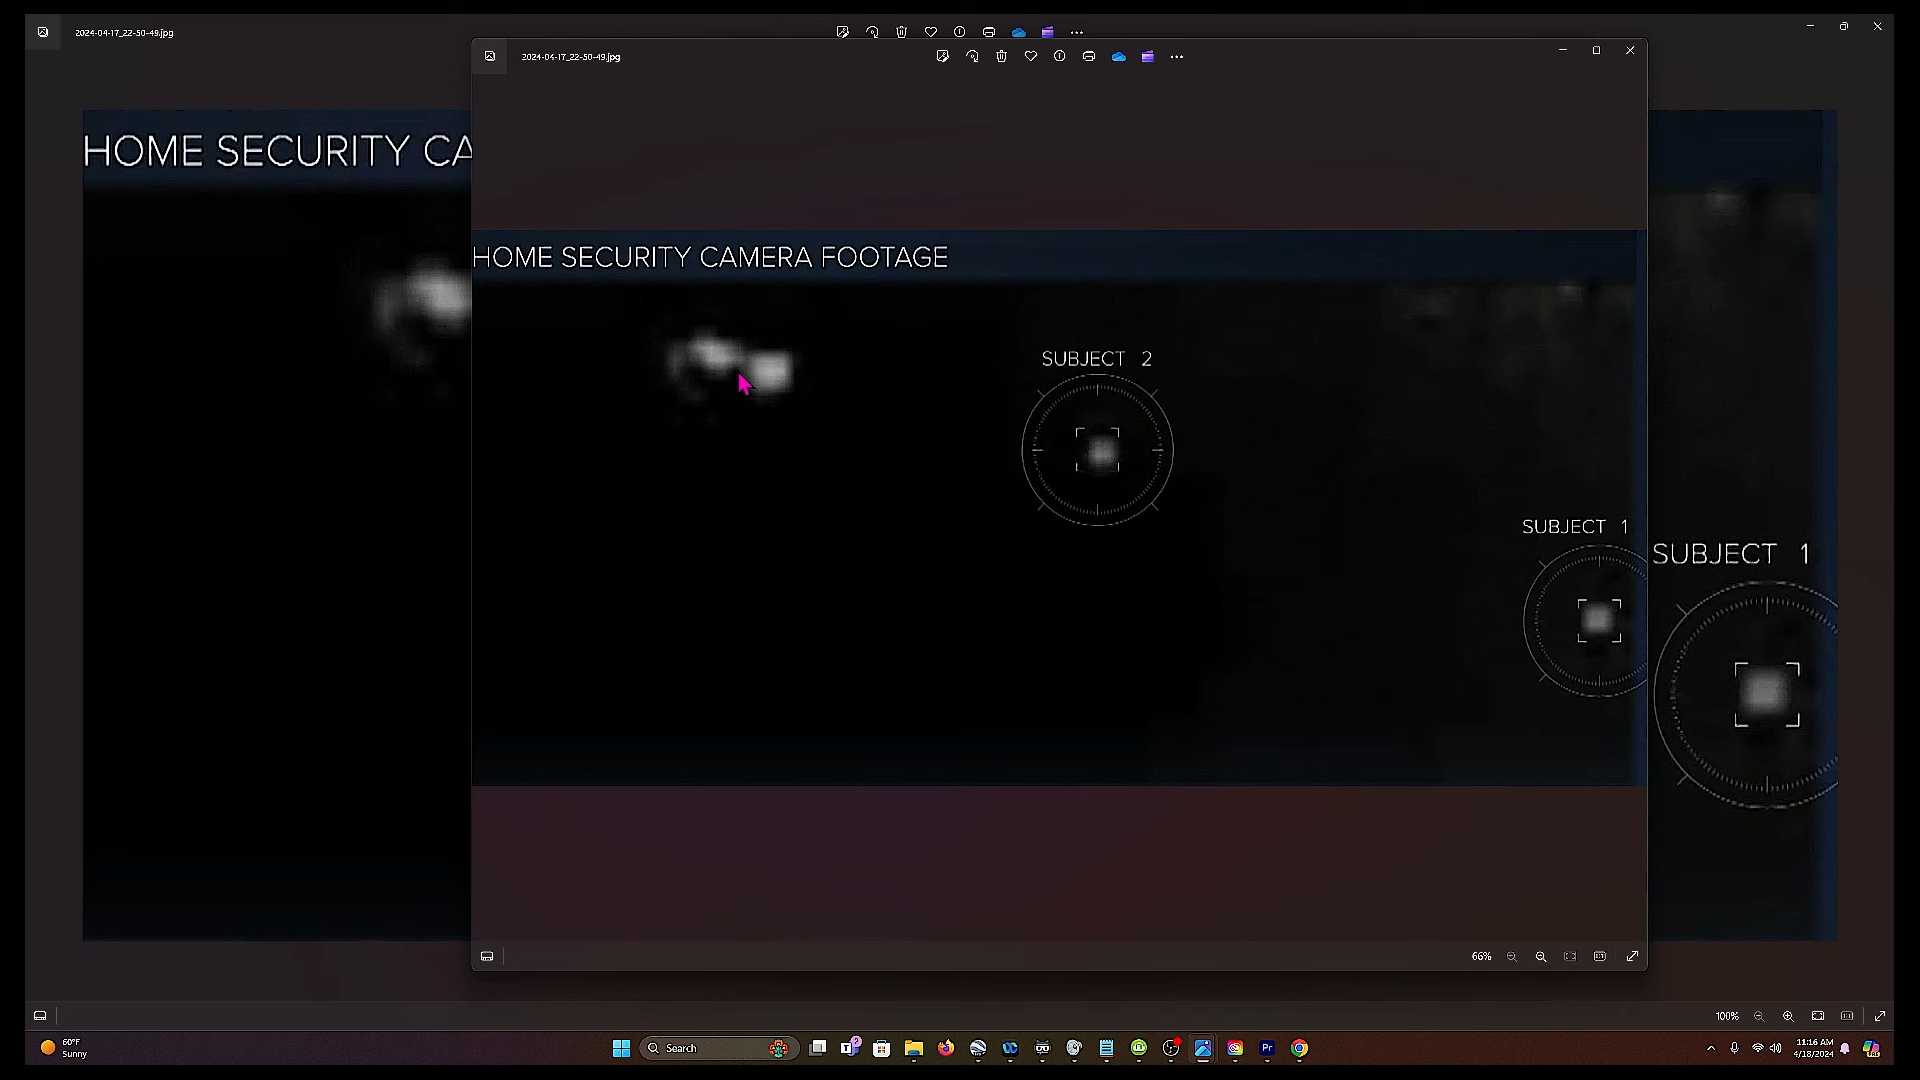 2024-04-17_22-50-49.jpg
2024-04-17_22-50-49.jpg
HOME SECURITY CA
HOME SECURITY CAMERA FOOTAGE
SUBJECT 2
SUBJECT 1
SUBJECT 1
66%
100%
60°F
Sunny
Search
Pr
11:16 AM
4/18/2024